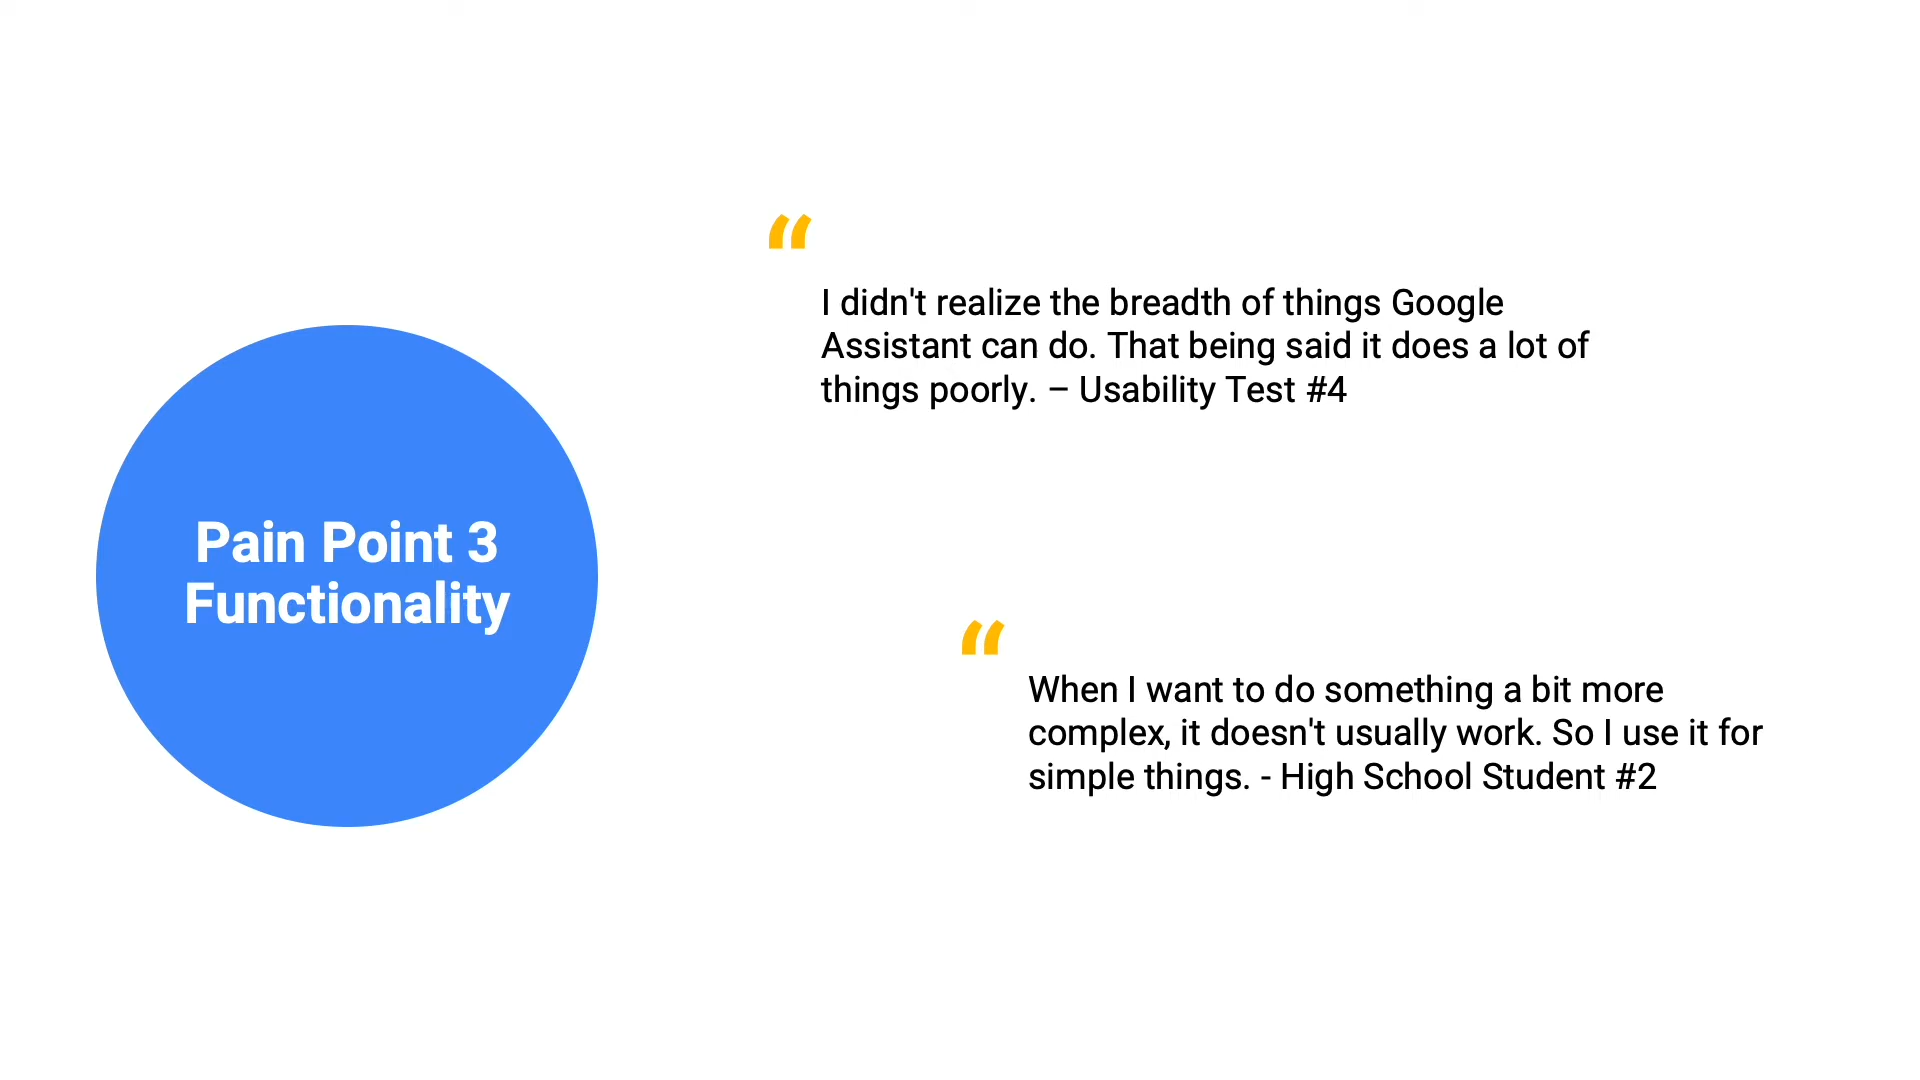 Pain Point 3
Functionality
“
I didn't realize the breadth of things Google
Assistant can do. That being said it does a lot of
things poorly. – Usability Test #4
“
When I want to do something a bit more
complex, it doesn't usually work. So I use it for
simple things. - High School Student #2